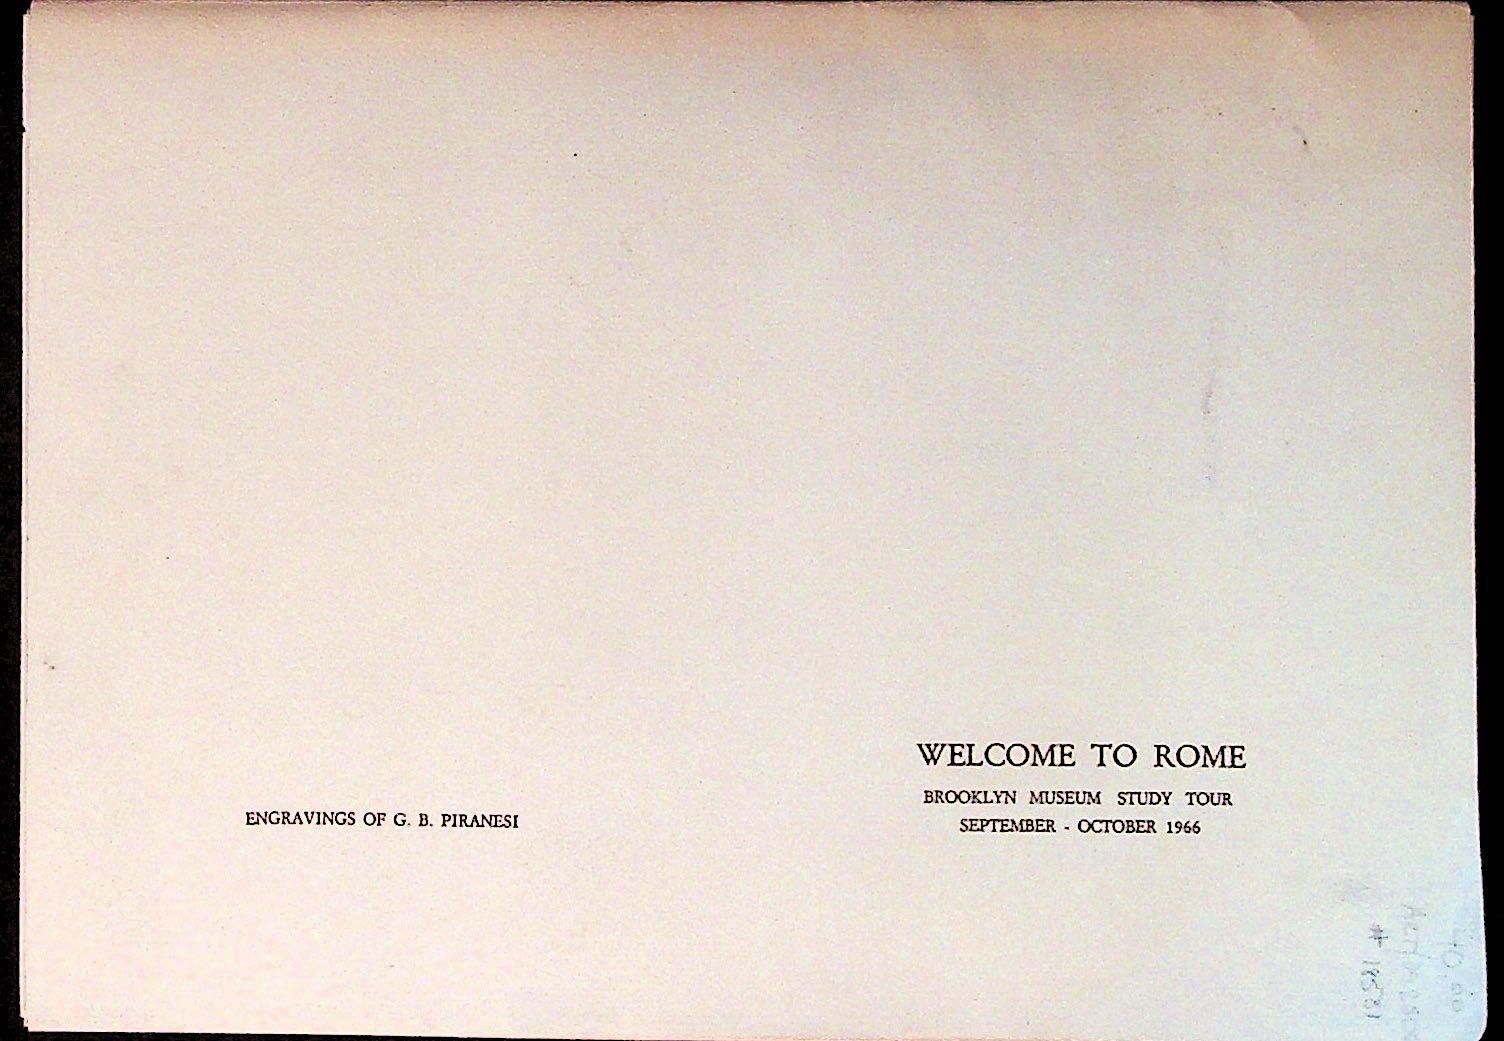 ENGRAVINGS OF G. B. PIRANESI
WELCOME TO ROME
BROOKLYN MUSEUM STUDY TOUR
SEPTEMBER - OCTOBER 1966